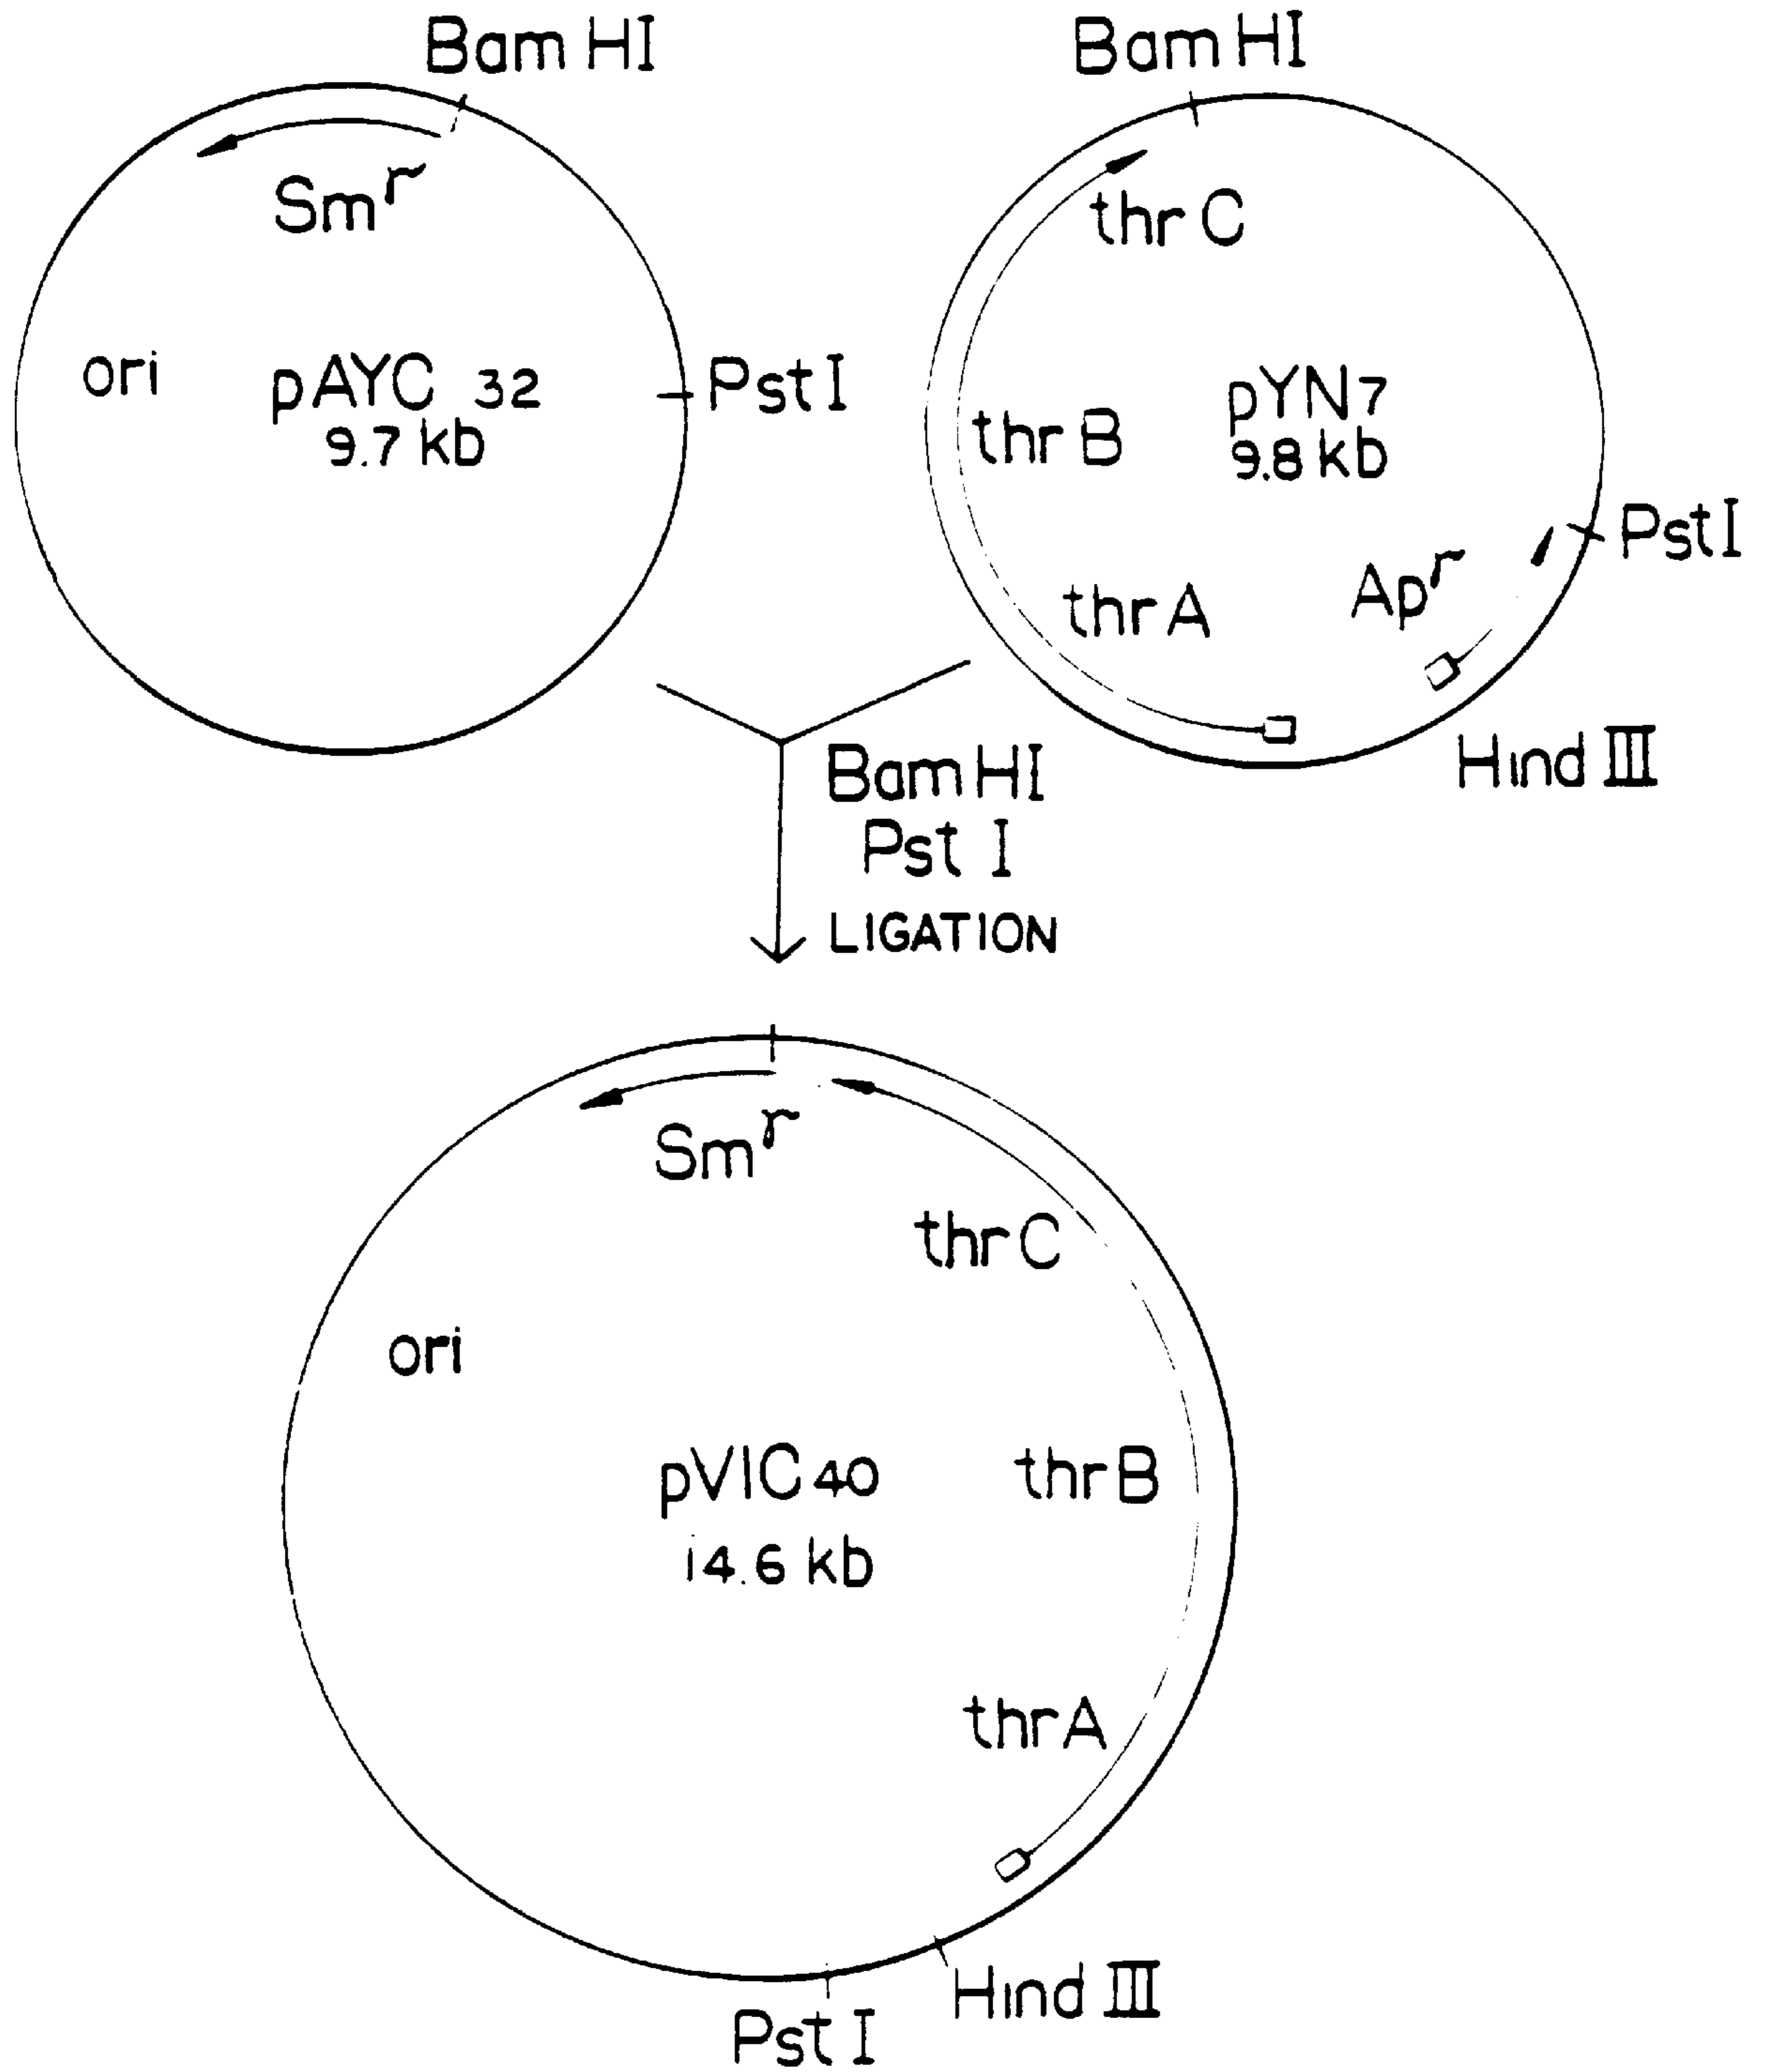 Bam HI
Sm r
ori
pAYC 32
9.7 kb
Pst I
Bam HI
thr C
thr B
pYN7
9.8 kb
Pst I
Ap r
thr A
Hind III
Bam HI
Pst I
LIGATION
Sm r
thr C
ori
pVIC 40
14.6 kb
thr B
thr A
Hind III
Pst I